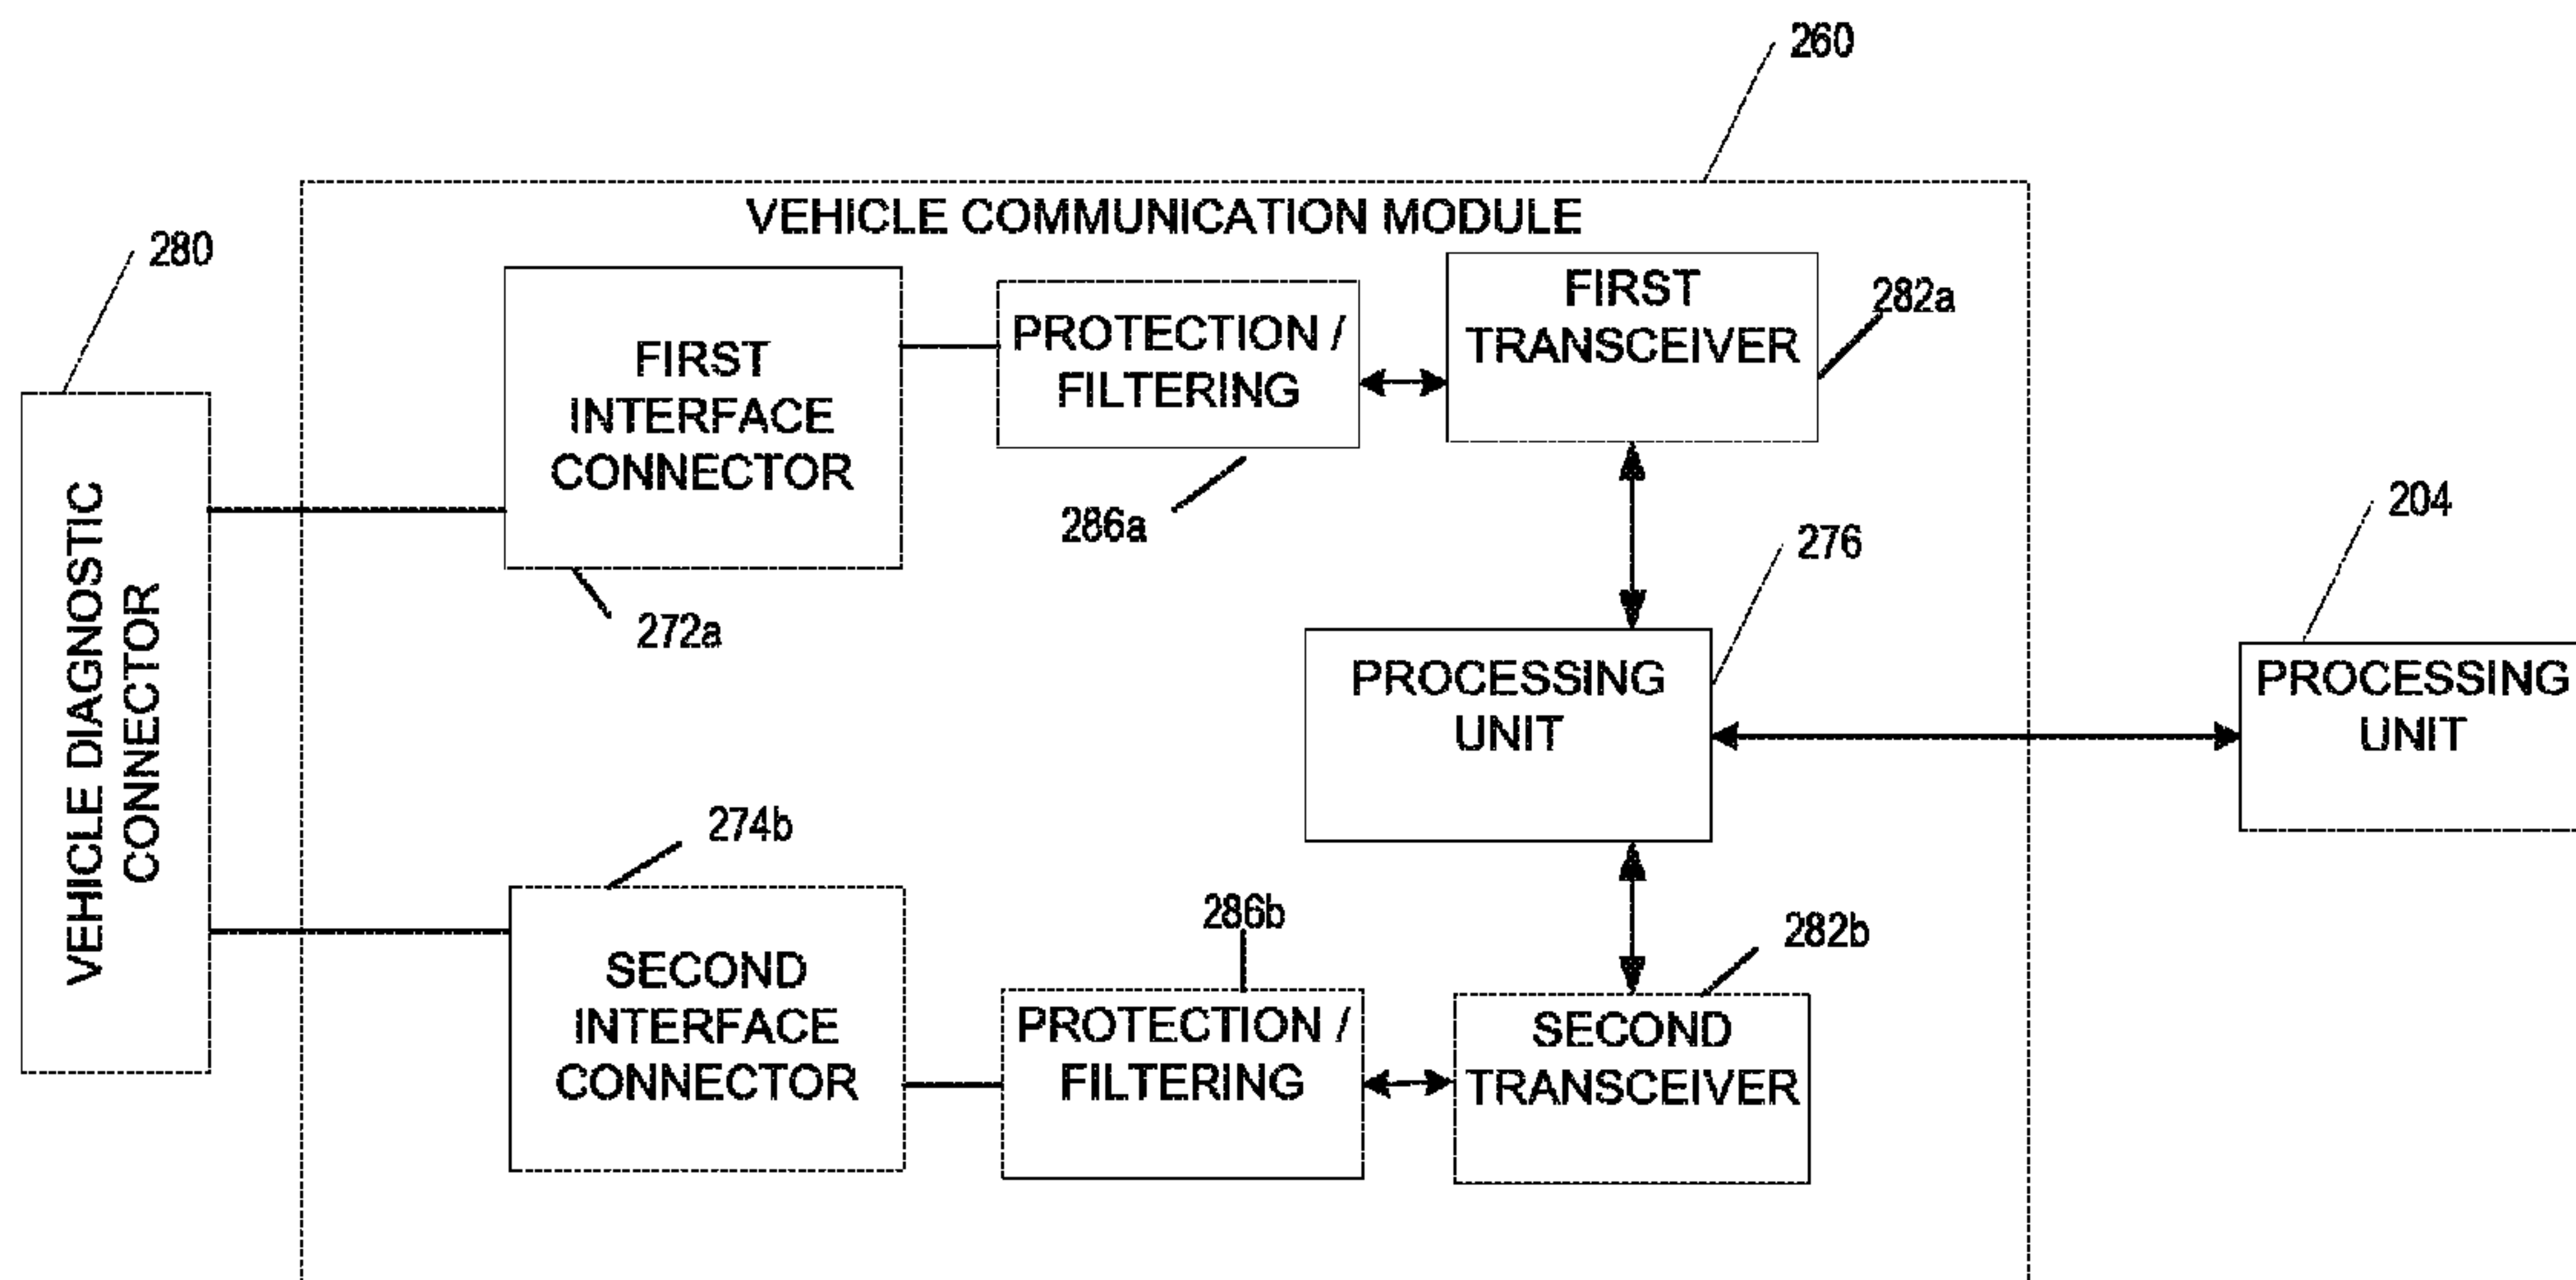 260
VEHICLE COMMUNICATION MODULE
280
FIRST
INTERFACE
CONNECTOR
272a
PROTECTION /
FILTERING
286a
FIRST
TRANSCEIVER
282a
VEHICLE DIAGNOSTIC
CONNECTOR
276
PROCESSING
UNIT
204
PROCESSING
UNIT
274b
SECOND
INTERFACE
CONNECTOR
286b
PROTECTION /
FILTERING
282b
SECOND
TRANSCEIVER